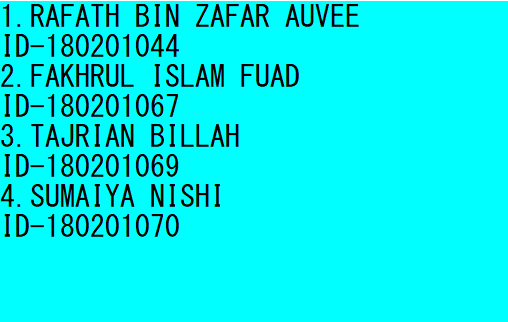 1.RAFATH BIN ZAFAR AUVEE
ID-180201044
2.FAKHRUL ISLAM FUAD
ID-180201067
3.TAJRIAN BILLAH
ID-180201069
4.SUMAIYA NISHI
ID-180201070